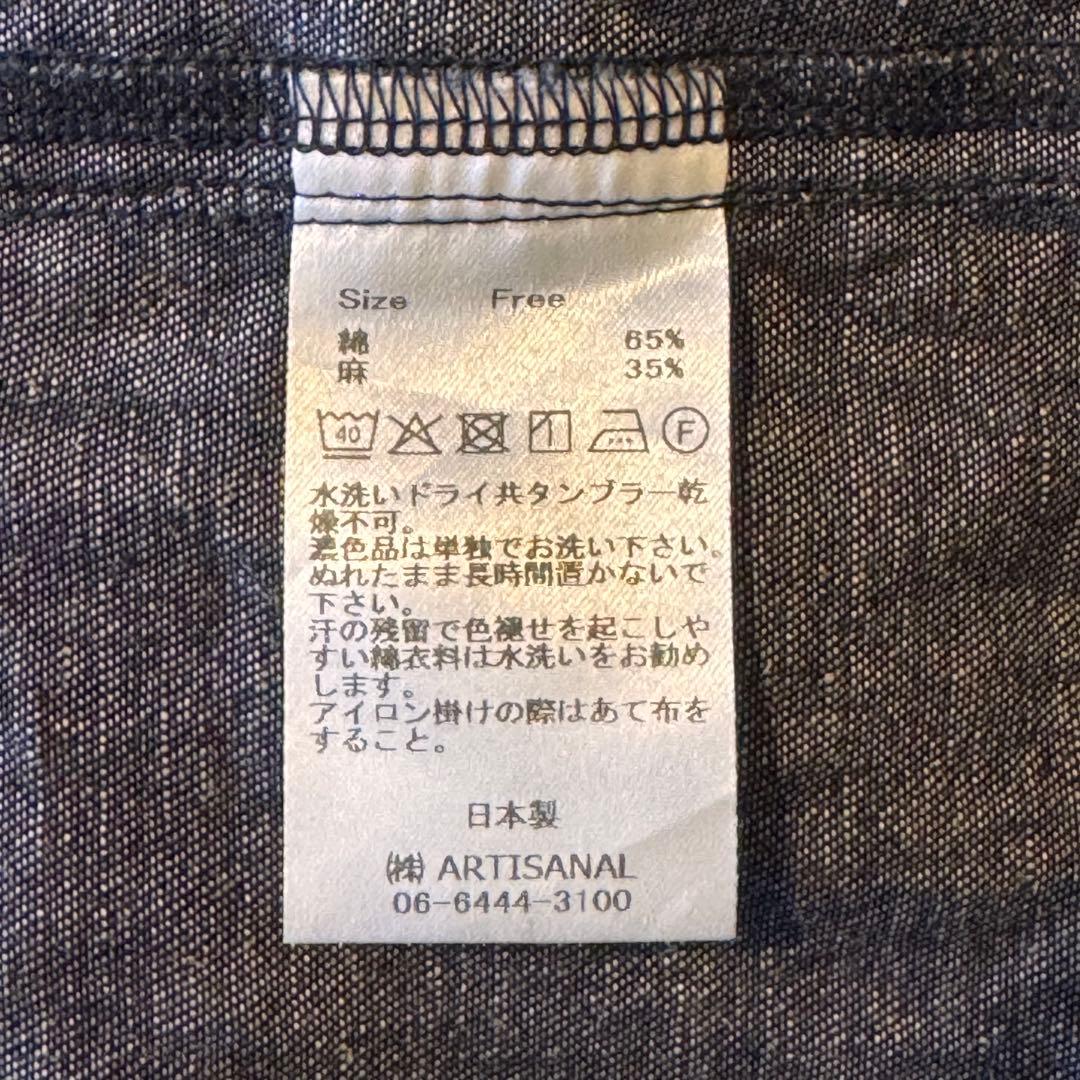 Size Free
綿 65%
麻 35%
40 F
水洗いドライ共タンブラー乾
燥不可。
濃色品は単独でお洗い下さい。
ぬれたまま長時間置かないで
下さい。
汗の残留で色褪せを起こしや
すい綿衣料は水洗いをお勧め
します。
アイロン掛けの際はあて布を
すること。
日本製
㈱ ARTISANAL
06-6444-3100